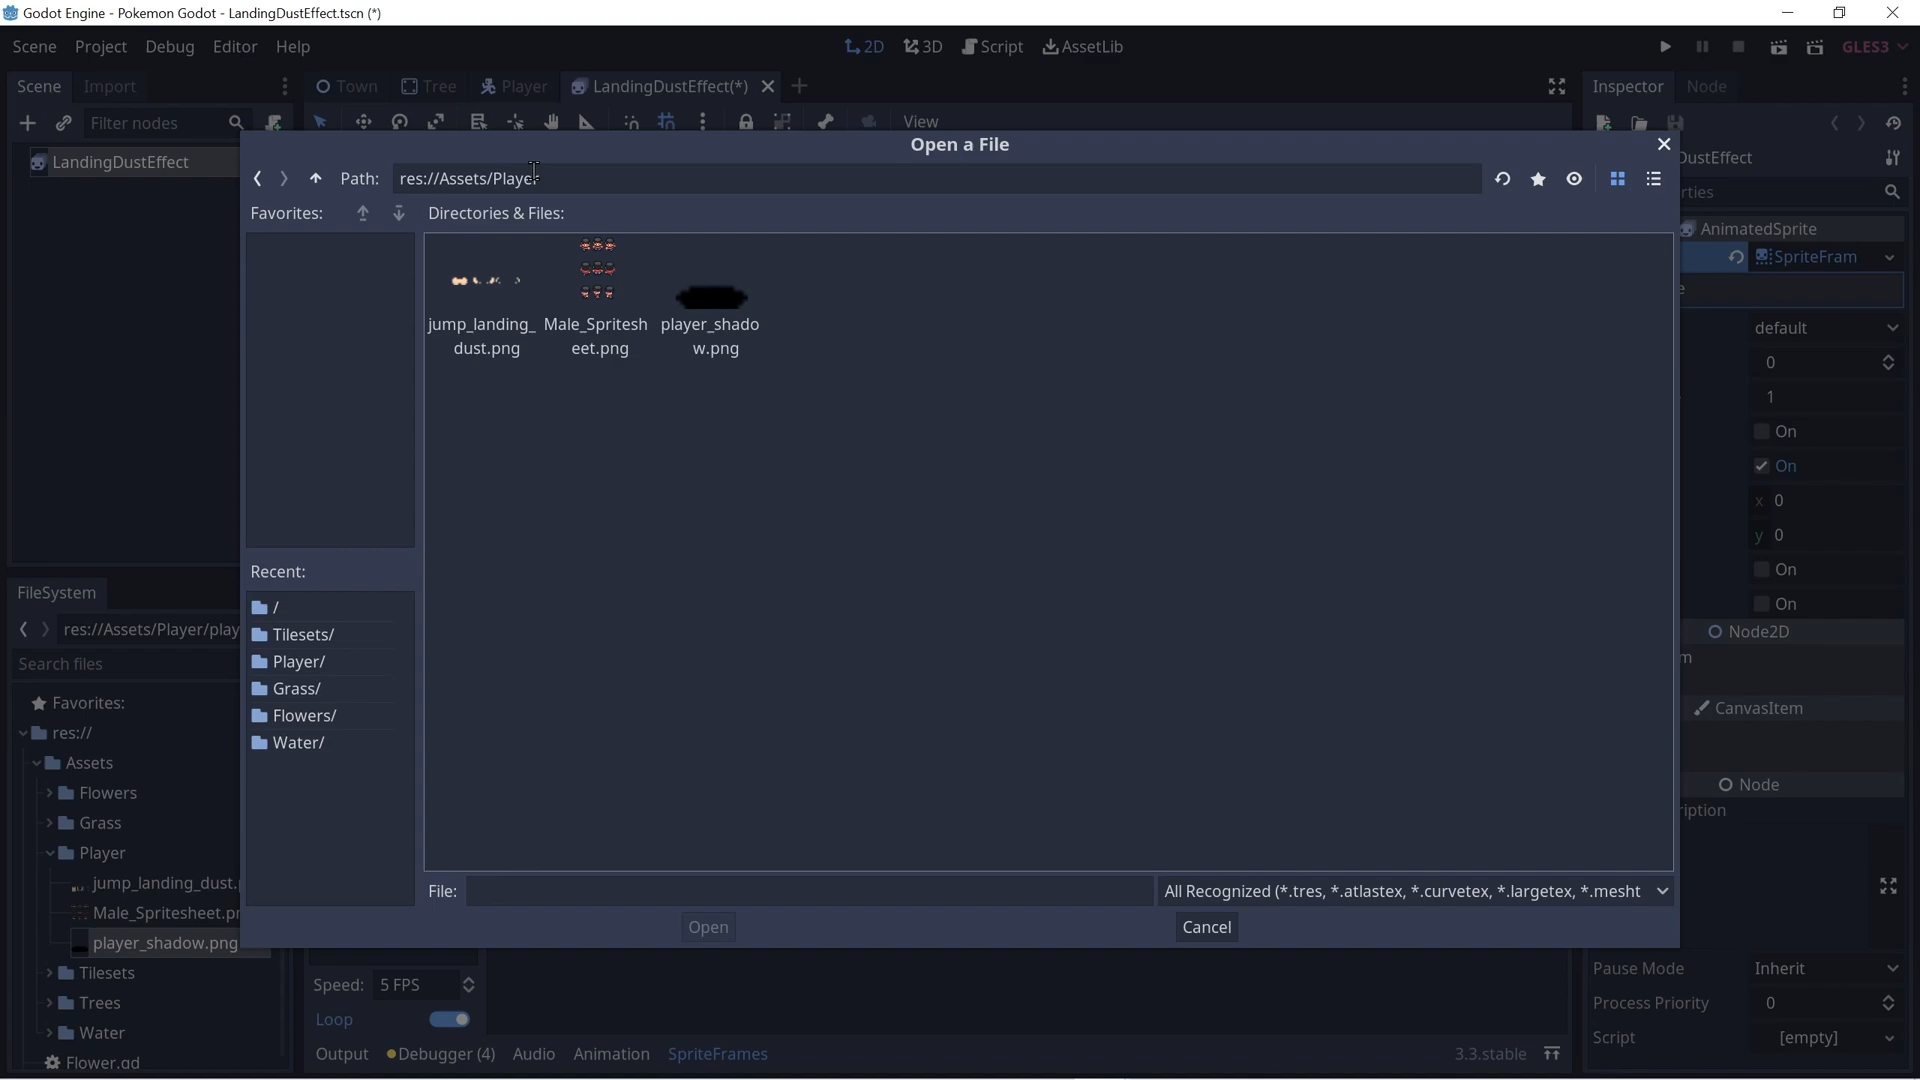 Godot Engine - Pokemon Godot - LandingDustEffect.tscn (*)
Scene Project Debug Editor Help
2D 3D Script AssetLib
GLES3
Scene Import
Town Tree Player LandingDustEffect(*)
Inspector Node
Filter nodes
View
Open a File
LandingDustEffect
DustEffect
Path: res://Assets/Player
Favorites:
Directories & Files:
AnimatedSprite
SpriteFram
jump_landing_
dust.png
Male_Spritesh
eet.png
player_shado
w.png
default
0
1
On
On
x 0
y 0
On
On
Recent:
/
Tilesets/
Player/
Grass/
Flowers/
Water/
FileSystem
res://Assets/Player/play
Search files
Favorites:
res://
Assets
Flowers
Grass
Player
jump_landing_dust.
Male_Spritesheet.pn
player_shadow.png
Tilesets
Trees
Water
Flower.gd
Node2D
m
CanvasItem
Node
ription
File:
All Recognized (*.tres, *.atlastex, *.curvetex, *.largetex, *.mesht
Open
Cancel
Speed: 5 FPS
Loop
Output Debugger (4) Audio Animation SpriteFrames
3.3.stable
Pause Mode Inherit
Process Priority 0
Script [empty]